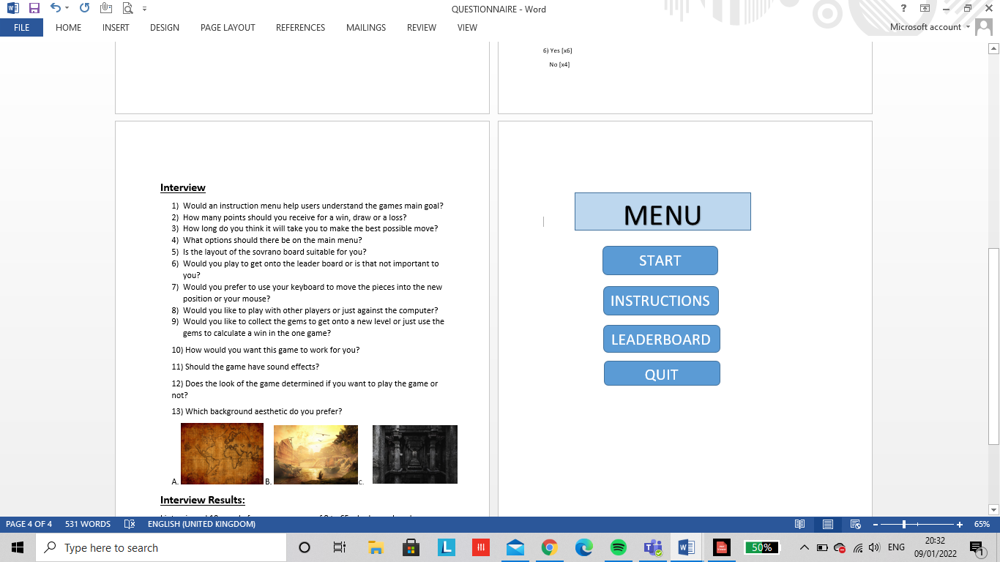 QUESTIONNAIRE - Word
?
FILE
HOME
INSERT
DESIGN
PAGE LAYOUT
REFERENCES
MAILINGS
REVIEW
VIEW
Microsoft account
6) Yes [x6]
No [x4]
Interview
1) Would an instruction menu help users understand the games main goal?
2) How many points should you receive for a win, draw or a loss?
3) How long do you think it will take you to make the best possible move?
4) What options should there be on the main menu?
5) Is the layout of the sovrano board suitable for you?
6) Would you play to get onto the leader board or is that not important to
you?
7) Would you prefer to use your keyboard to move the pieces into the new
position or your mouse?
8) Would you like to play with other players or just against the computer?
9) Would you like to collect the gems to get onto a new level or just use the
gems to calculate a win in the one game?
10) How would you want this game to work for you?
11) Should the game have sound effects?
12) Does the look of the game determined if you want to play the game or
not?
13) Which background aesthetic do you prefer?
A. B. C.
Interview Results:
MENU
START
INSTRUCTIONS
LEADERBOARD
QUIT
PAGE 4 OF 4
531 WORDS
ENGLISH (UNITED KINGDOM)
65%
Type here to search
50%
ENG
20:32
09/01/2022
1